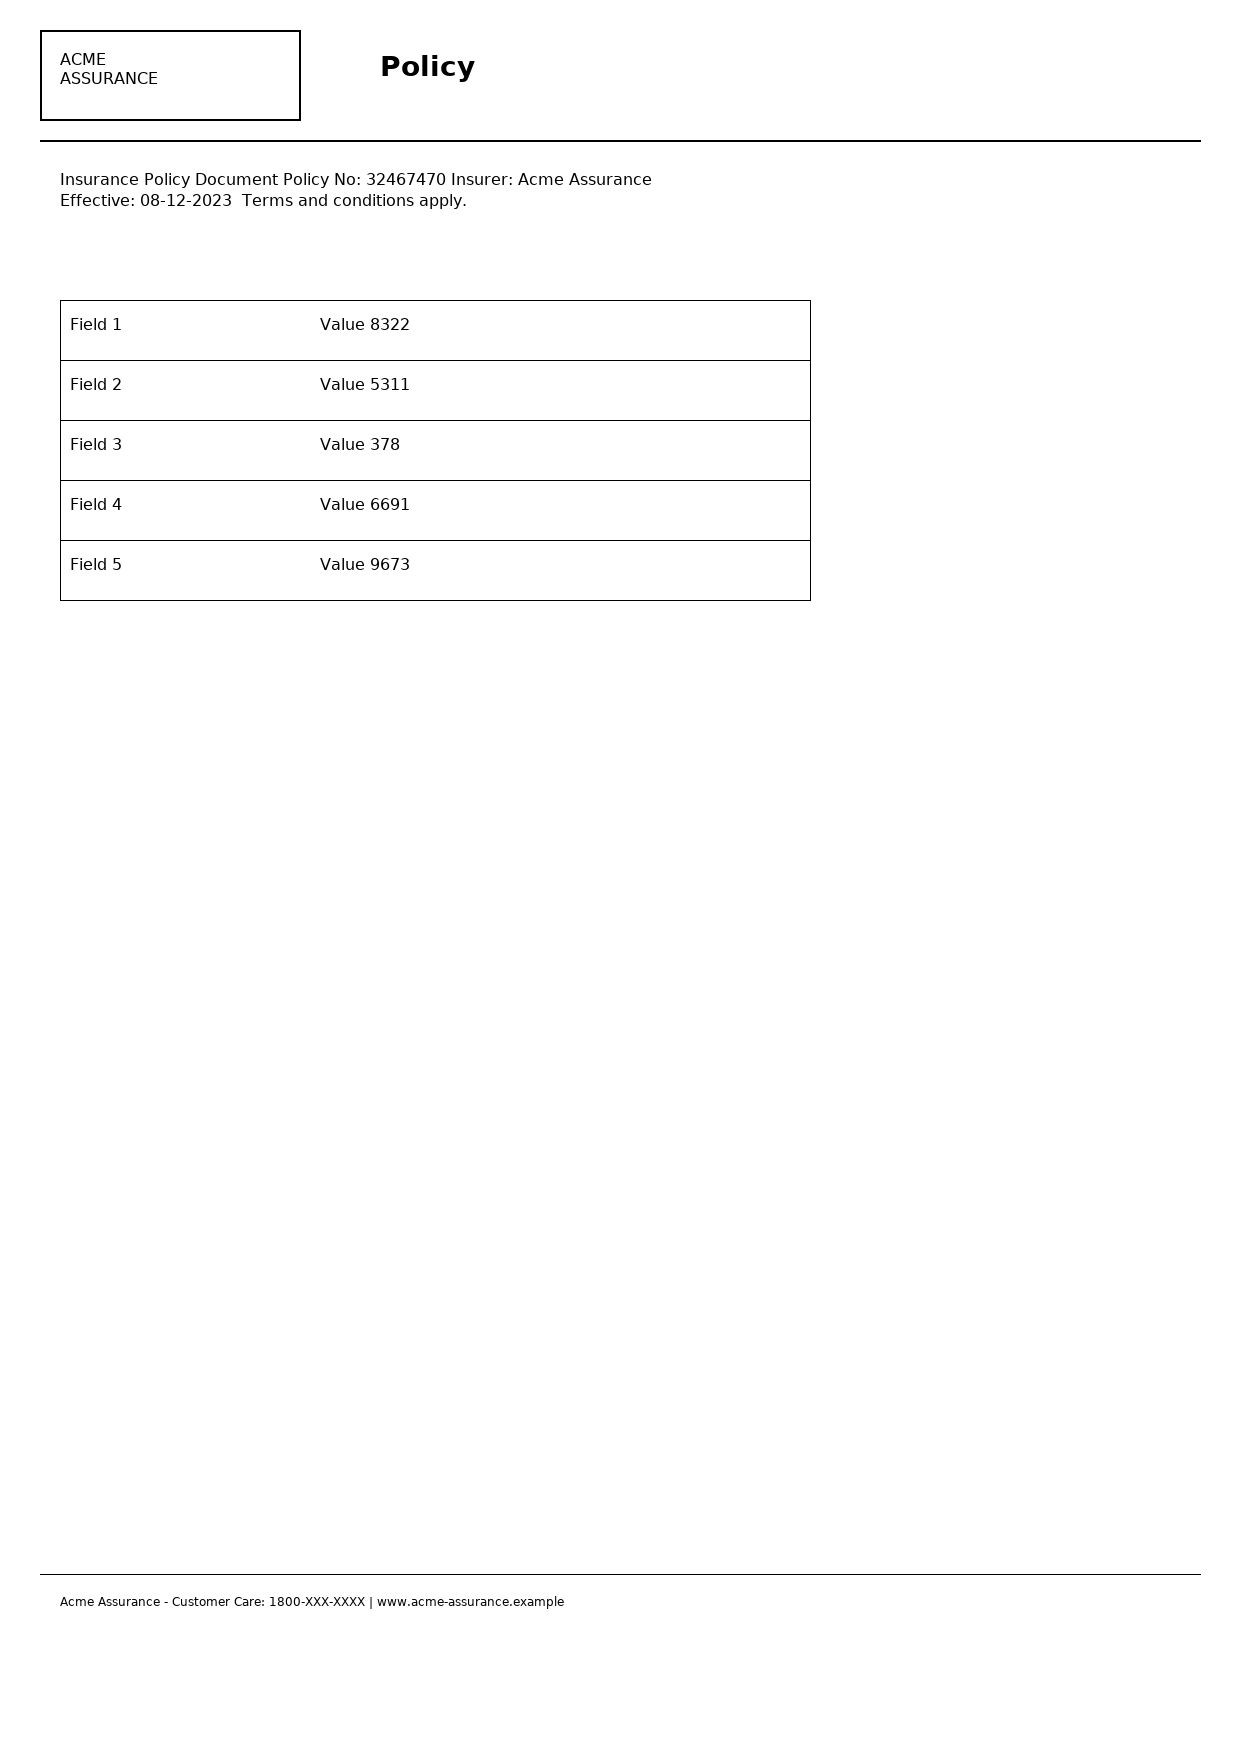 ACME
ASSURANCE
Policy
Insurance Policy Document Policy No: 32467470 Insurer: Acme Assurance
Effective: 08-12-2023  Terms and conditions apply.
Field 1 Value 8322
Field 2 Value 5311
Field 3 Value 378
Field 4 Value 6691
Field 5 Value 9673
Acme Assurance - Customer Care: 1800-XXX-XXXX | www.acme-assurance.example